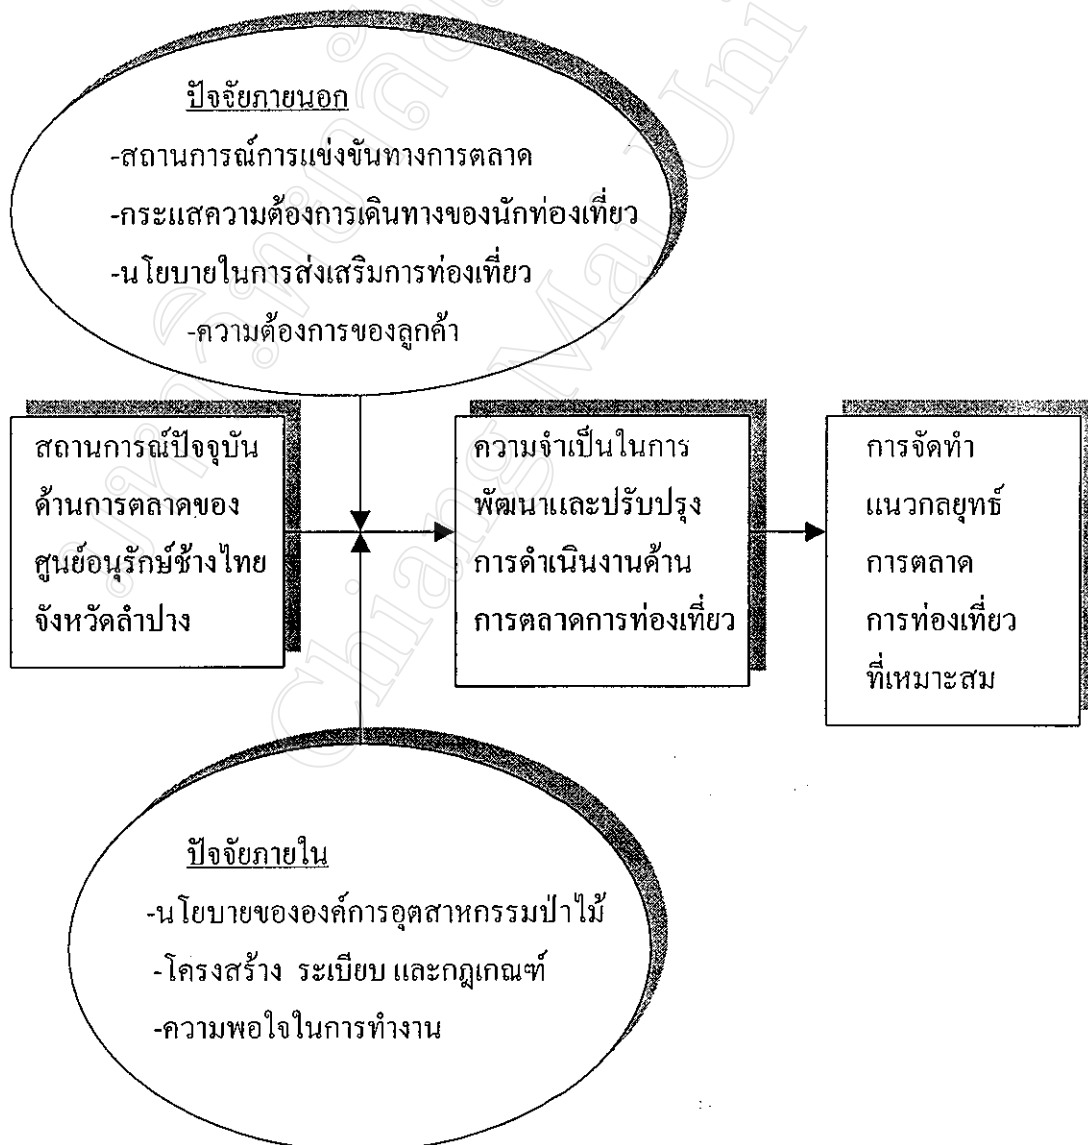 ปัจจัยภายนอก
-สถานการณ์การแข่งขันทางการตลาด
-กระแสความต้องการเดินทางของนักท่องเที่ยว
-นโยบายในการส่งเสริมการท่องเที่ยว
-ความต้องการของลูกค้า
สถานการณ์ปัจจุบัน
ด้านการตลาดของ
ศูนย์อนุรักษ์ช้างไทย
จังหวัดลำปาง
ความจำเป็นในการ
พัฒนาและปรับปรุง
การดำเนินงานด้าน
การตลาดการท่องเที่ยว
การจัดทำ
แนวกลยุทธ์
การตลาด
การท่องเที่ยว
ที่เหมาะสม
ปัจจัยภายใน
-นโยบายขององค์การอุตสาหกรรมป่าไม้
-โครงสร้าง ระเบียบ และกฎเกณฑ์
-ความพอใจในการทำงาน
Chiang Mai Uni